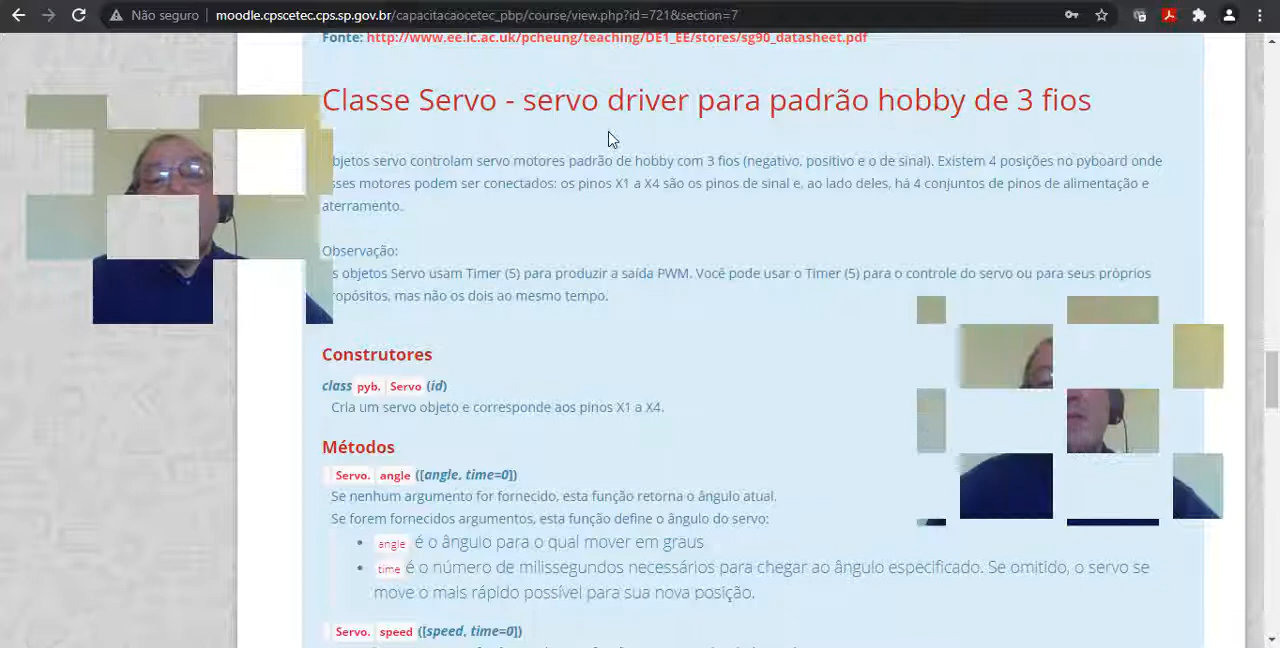 Não seguro
moodle.cpscetec.cps.sp.gov.br/capacitacaocetec_pbp/course/view.php?id=721&section=7
Fonte: http://www.ee.ic.ac.uk/pcheung/teaching/DE1_EE/stores/sg90_datasheet.pdf
Classe Servo - servo driver para padrão hobby de 3 fios
bjetos servo controlam servo motores padrão de hobby com 3 fios (negativo, positivo e o de sinal). Existem 4 posições no pyboard onde
sses motores podem ser conectados: os pinos X1 a X4 são os pinos de sinal e, ao lado deles, há 4 conjuntos de pinos de alimentação e
aterramento.
Observação:
s objetos Servo usam Timer (5) para produzir a saída PWM. Você pode usar o Timer (5) para o controle do servo ou para seus próprios
ropósitos, mas não os dois ao mesmo tempo.
Construtores
class pyb. Servo (id)
Cria um servo objeto e corresponde aos pinos X1 a X4.
Métodos
Servo. angle ([angle, time=0])
Se nenhum argumento for fornecido, esta função retorna o ângulo atual.
Se forem fornecidos argumentos, esta função define o ângulo do servo:
• angle é o ângulo para o qual mover em graus
• time é o número de milissegundos necessários para chegar ao ângulo especificado. Se omitido, o servo se
move o mais rápido possível para sua nova posição.
Servo. speed ([speed, time=0])